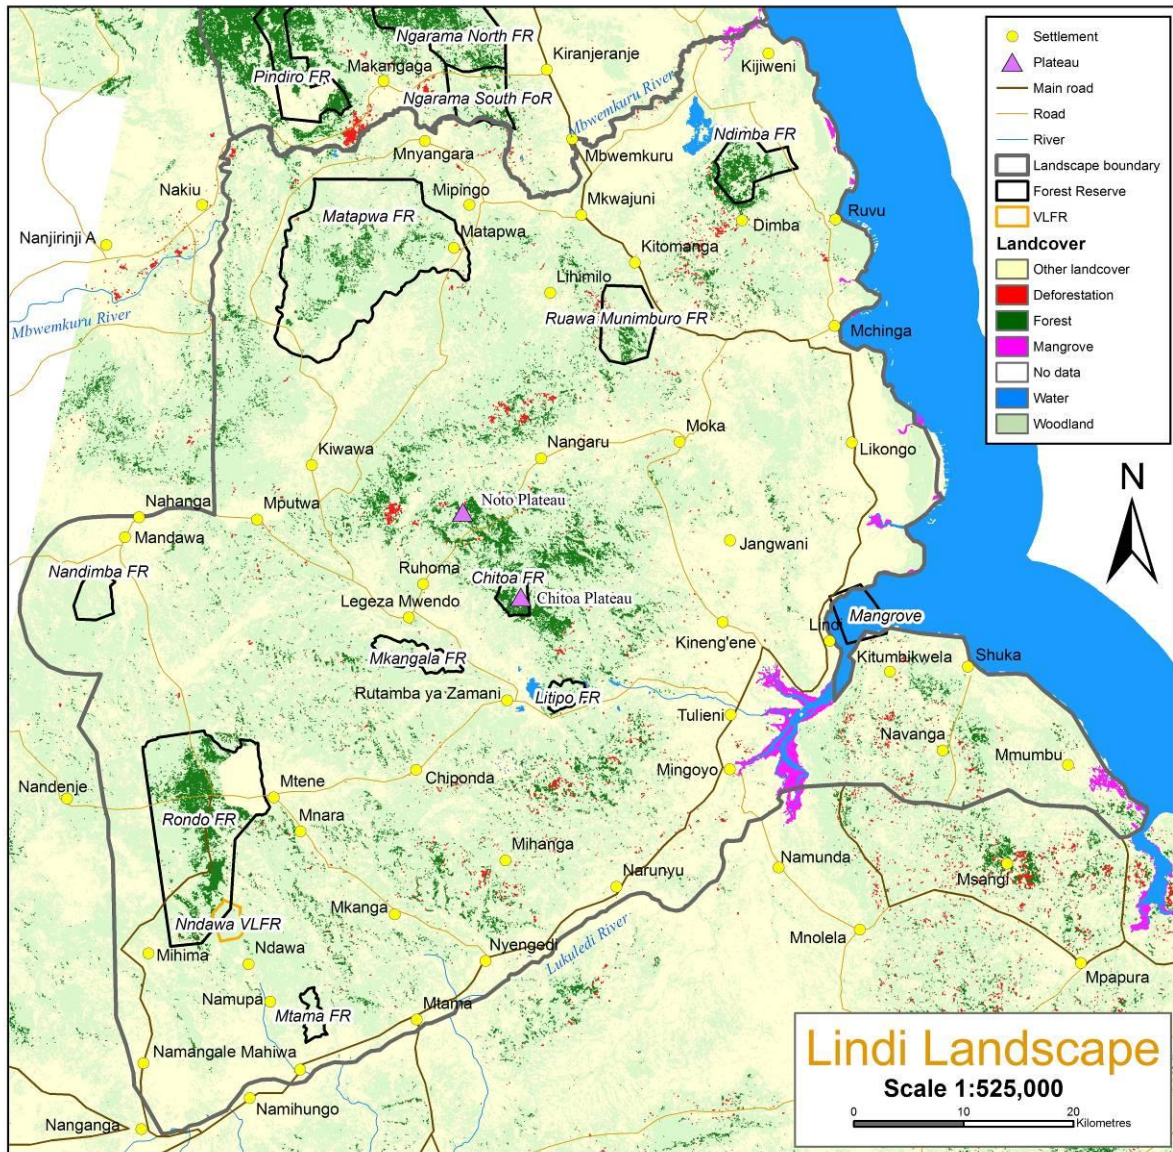 Ngarama North FR
Kiranjeranje
Kijiweni
Pindiro FR
Makangaga
Ngarama South FoR
Mbwemkuru River
Ndimba FR
Mnyangara
Mbwemkuru
Nakiu
Mipingo
Mkwajuni
Matapwa FR
Nanjirinji A
Matapwa
Dimba
Ruvu
Kitomanga
Lihimilo
Mbwemkuru River
Ruawa Munimburo FR
Mchinga
Moka
Nangaru
Likongo
Kiwawa
Nahanga
Mputwa
Noto Plateau
Mandawa
Jangwani
Nandimba FR
Ruhoma
Chitoa FR
Chitoa Plateau
Legeza Mwendo
Mangrove
Kineng'ene
Lindi
Mkangala FR
Kitumbikwela
Shuka
Rutamba ya Zamani
Litipo FR
Tulieni
Navanga
Mmumbu
Mingoyo
Chiponda
Nandenje
Mtene
Rondo FR
Mnara
Mihanga
Namunda
Msangi
Narunyu
Mkanga
Nndawa VLFR
Mnolela
Lukuledi River
Nyengedi
Mihima
Ndawa
Mpapura
Namupa
Mtama FR
Mtama
Namangale
Mahiwa
Namihungo
Nanganga
Settlement
Plateau
Main road
Road
River
Landscape boundary
Forest Reserve
VLFR
Landcover
Other landcover
Deforestation
Forest
Mangrove
No data
Water
Woodland
N
Lindi Landscape
Scale 1:525,000
0 10 20
Kilometres